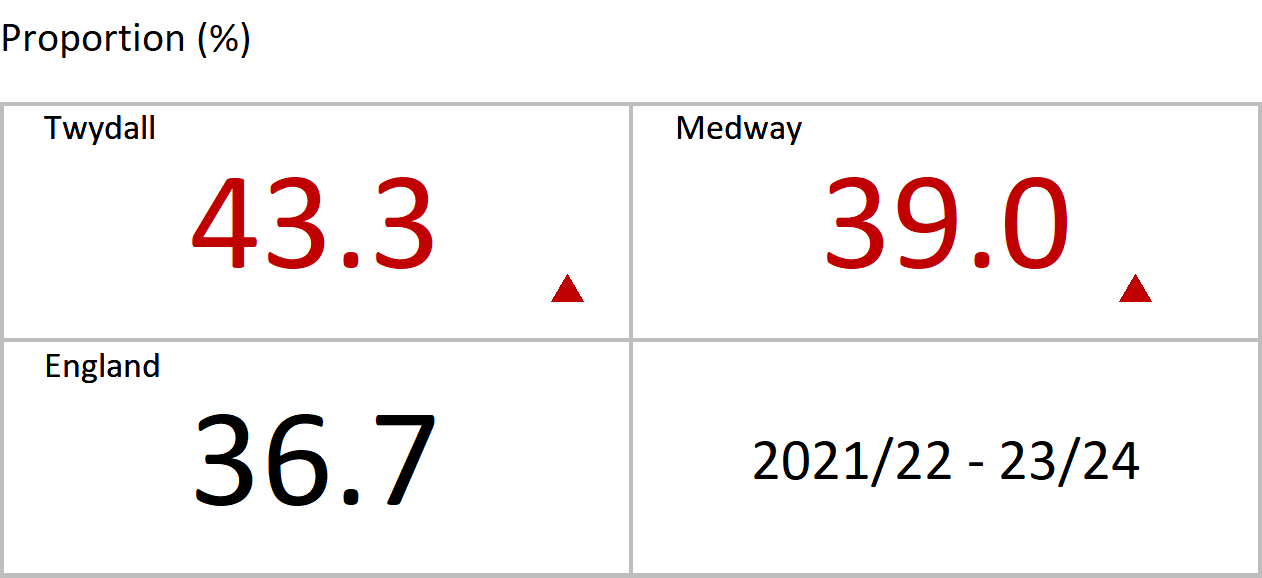 Proportion (%)
Twydall
43.3
Medway
39.0
England
36.7
2021/22 - 23/24